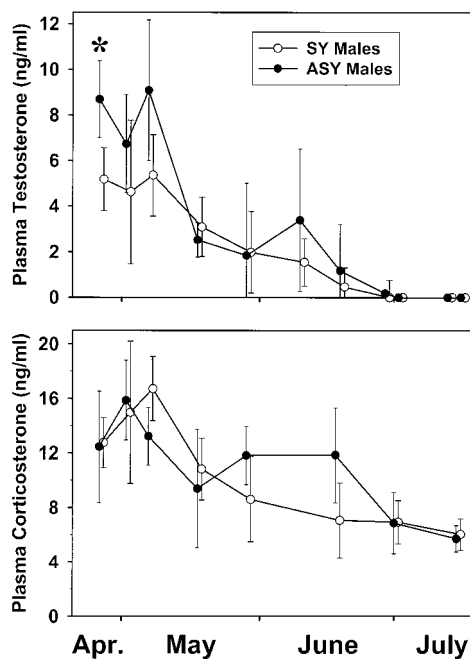 12
10
8
6
4
2
0
Plasma Testosterone (ng/ml)
*
SY Males
ASY Males
20
16
12
8
4
0
Plasma Corticosterone (ng/ml)
Apr. May June July